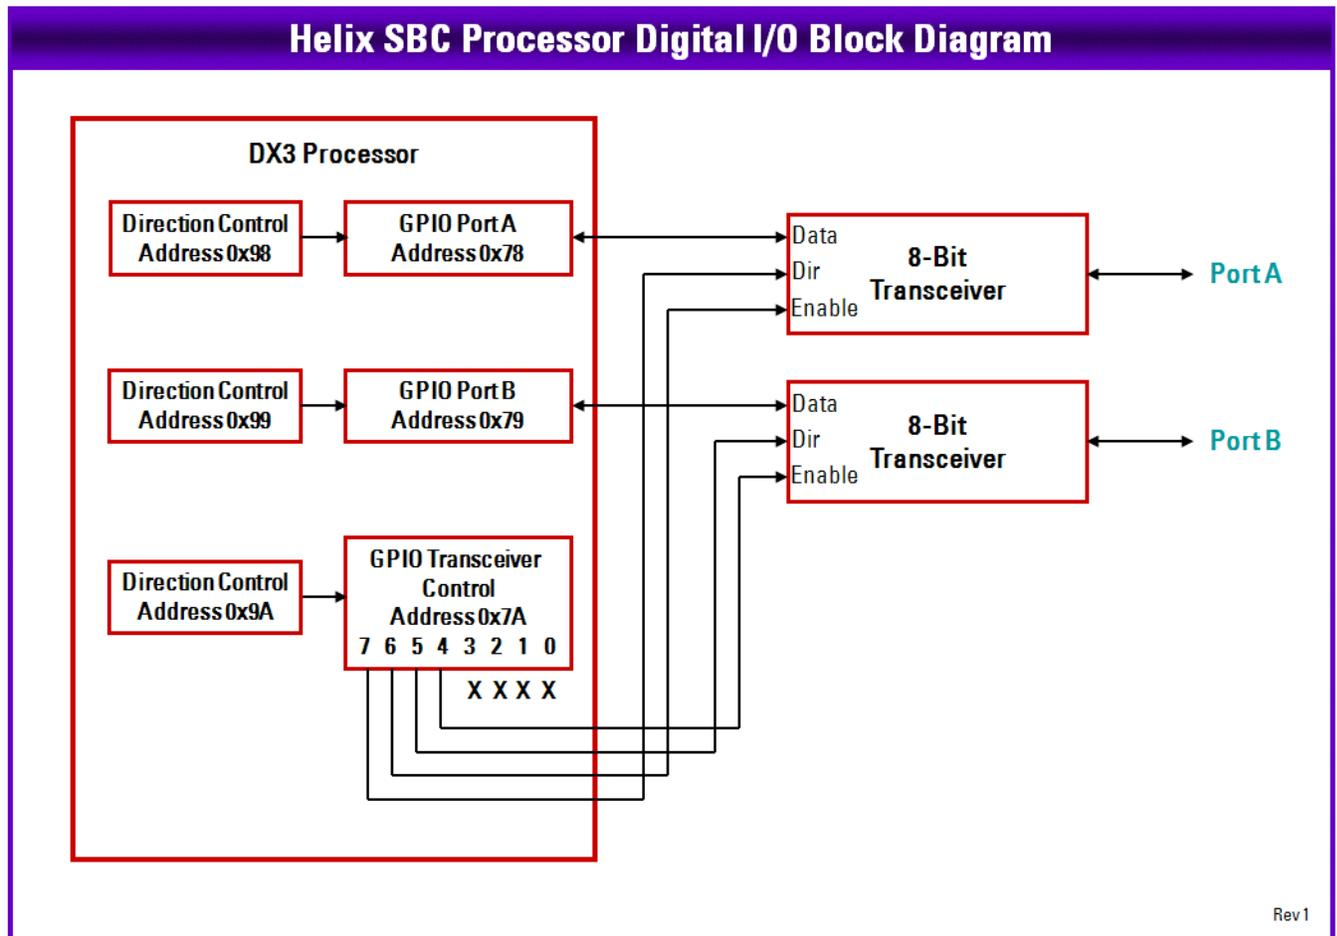 Helix SBC Processor Digital I/O Block Diagram
DX3 Processor
Direction Control
Address 0x98
GPIO Port A
Address 0x78
Data
Dir
Enable
8-Bit
Transceiver
Port A
Direction Control
Address 0x99
GPIO Port B
Address 0x79
Data
Dir
Enable
8-Bit
Transceiver
Port B
Direction Control
Address 0x9A
GPIO Transceiver
Control
Address 0x7A
7 6 5 4 3 2 1 0
X X X X
Rev 1